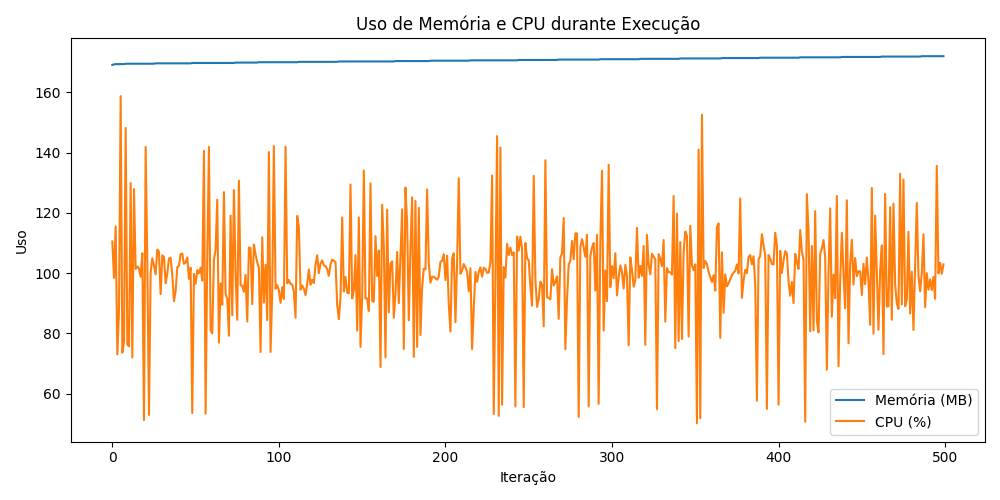 Uso de Memória e CPU durante Execução
Uso
160
140
120
100
80
60
0
100
200
300
400
500
Iteração
Memória (MB)
CPU (%)